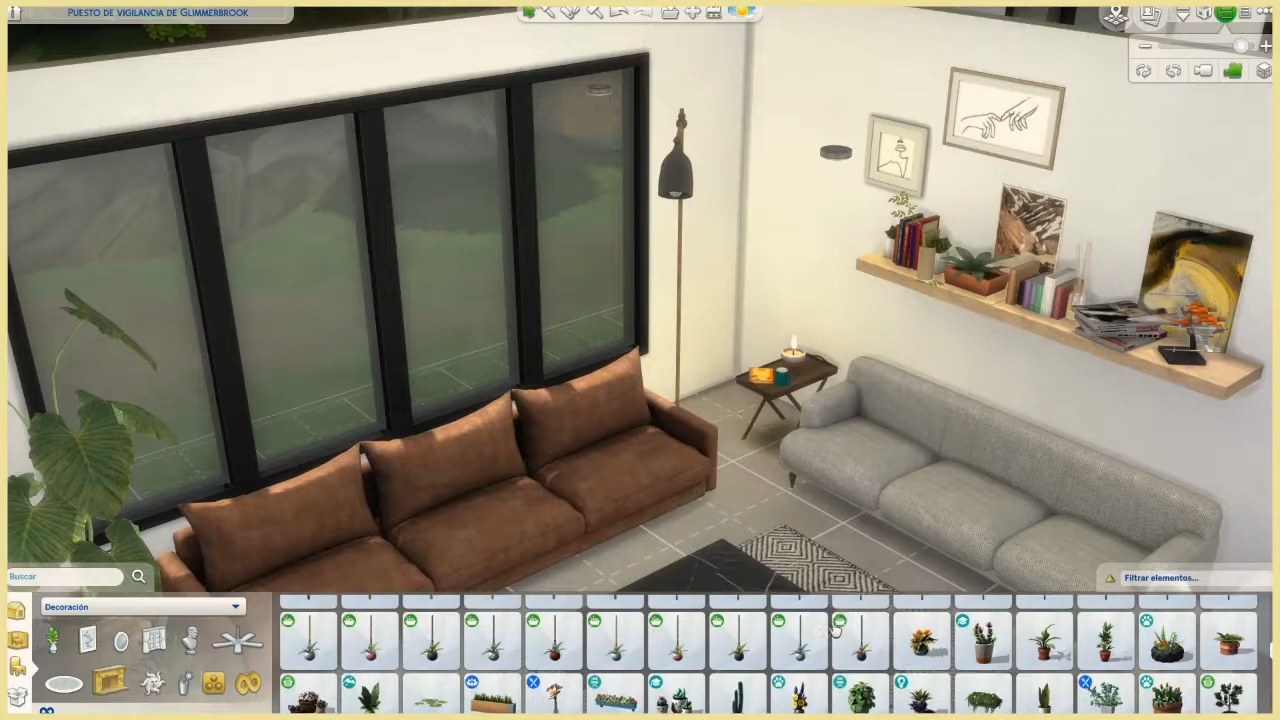 Puesto de vigilancia de Glimmerbrook
Buscar
Filtrar elementos...
Decoración